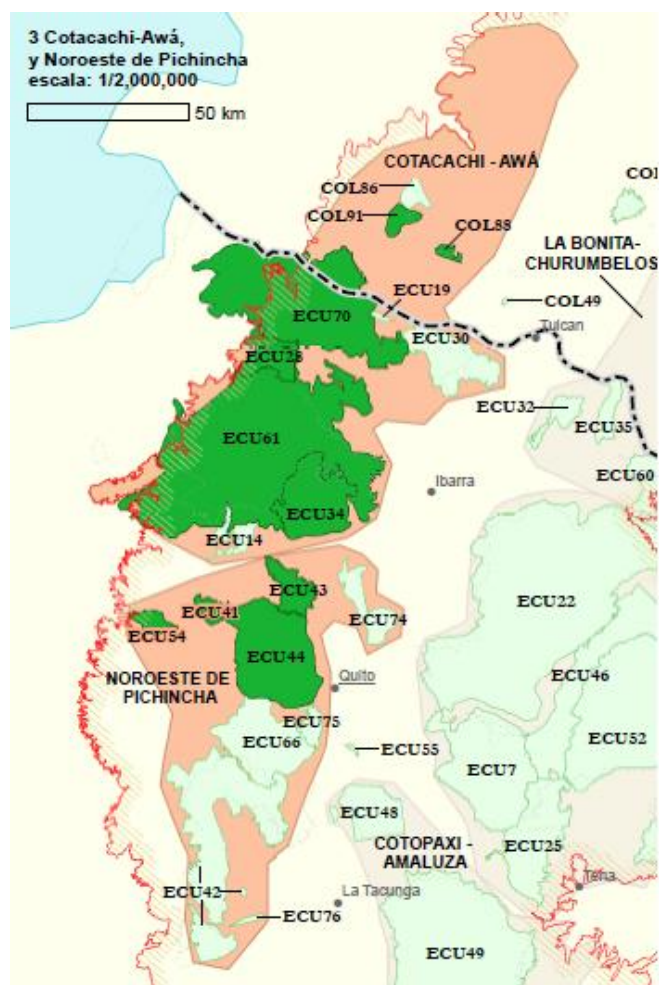 3 Cotacachi-Awá,
y Noroeste de Pichincha
escala: 1/2,000,000
50 km
COTACACHI - AWÁ
COL86
COL91
COL88
LA BONITA-
CHURUMBELOS
ECU19
COL49
ECU70
ECU30
Tulcan
ECU28
ECU32
ECU35
ECU61
ECU60
Ibarra
ECU34
ECU14
ECU43
ECU41
ECU74
ECU22
ECU54
ECU44
NOROESTE DE
PICHINCHA
Quito
ECU46
ECU75
ECU66
ECU55
ECU7
ECU52
ECU48
COTOPAXI -
AMALUZA
ECU25
Tena
ECU42
La Tacunga
ECU76
ECU49